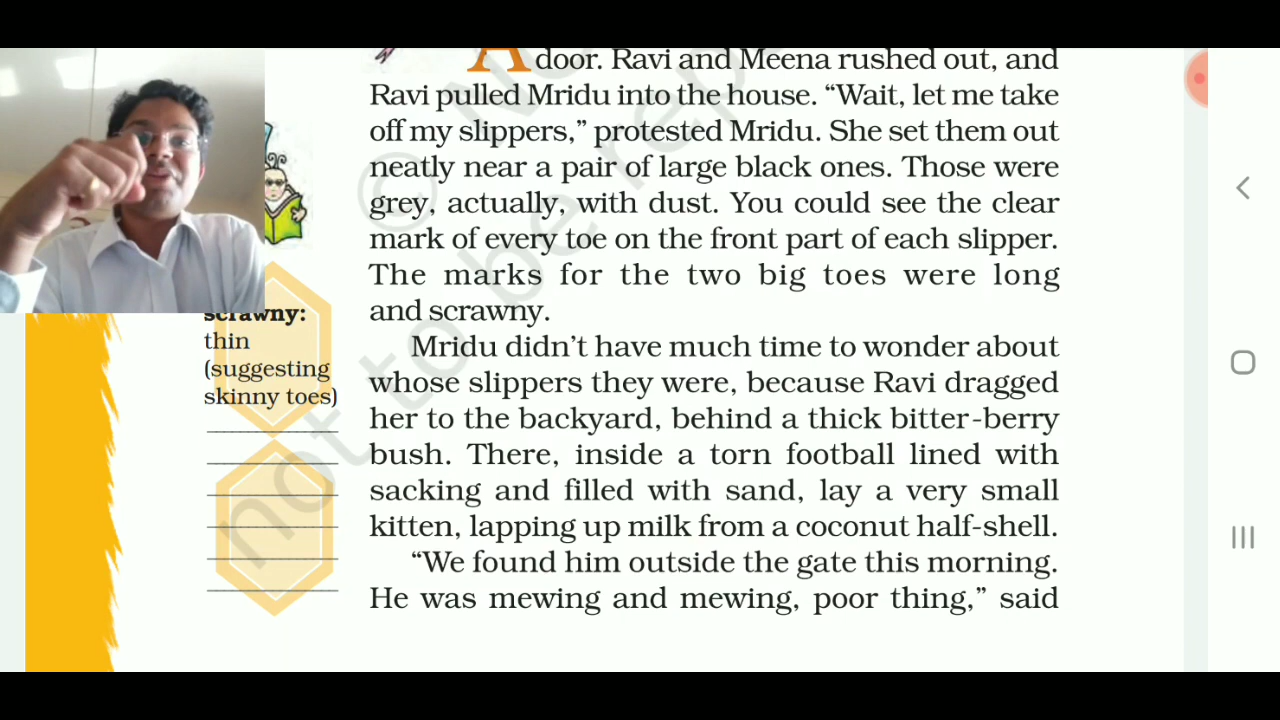 A door. Ravi and Meena rushed out, and
Ravi pulled Mridu into the house. “Wait, let me take
off my slippers,” protested Mridu. She set them out
neatly near a pair of large black ones. Those were
grey, actually, with dust. You could see the clear
mark of every toe on the front part of each slipper.
The marks for the two big toes were long
and scrawny.
scrawny:
thin
(suggesting
skinny toes)
Mridu didn’t have much time to wonder about
whose slippers they were, because Ravi dragged
her to the backyard, behind a thick bitter-berry
bush. There, inside a torn football lined with
sacking and filled with sand, lay a very small
kitten, lapping up milk from a coconut half-shell.
“We found him outside the gate this morning.
He was mewing and mewing, poor thing,” said
©
not to be rep